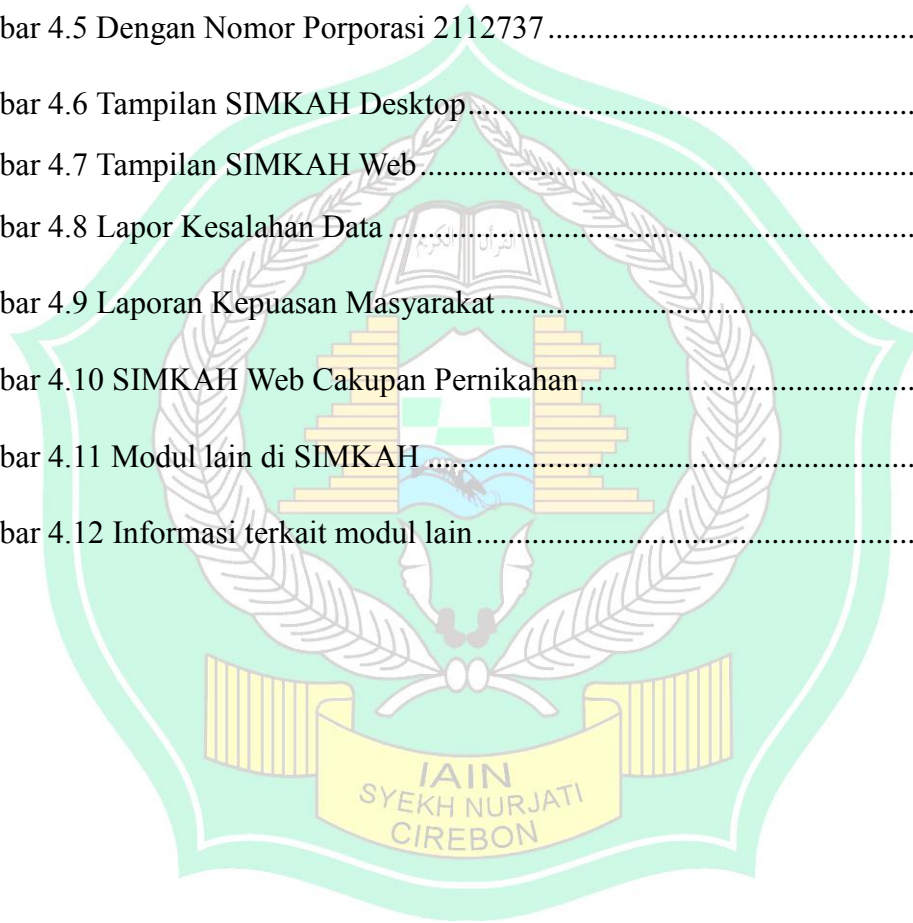 bar 4.5 Dengan Nomor Porporasi 2112737......................................................
bar 4.6 Tampilan SIMKAH Desktop......................................................
bar 4.7 Tampilan SIMKAH Web......................................................
bar 4.8 Lapor Kesalahan Data ......................................................
القرآن الكريم
bar 4.9 Laporan Kepuasan Masyarakat ......................................................
bar 4.10 SIMKAH Web Cakupan Pernikahan......................................................
bar 4.11 Modul lain di SIMKAH ......................................................
bar 4.12 Informasi terkait modul lain......................................................
IAIN
SYEKH NURJATI
CIREBON